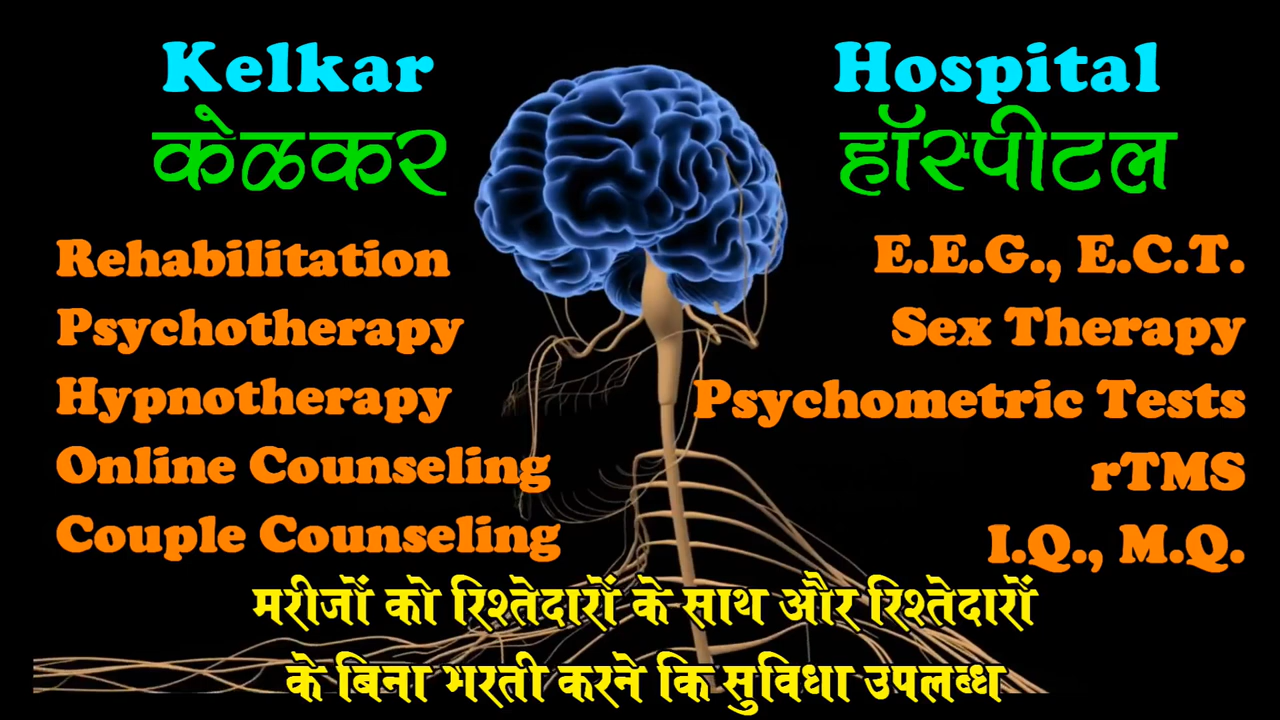 Kelkar Hospital
केळकर हॉस्पीटल
Rehabilitation
Psychotherapy
Hypnotherapy
Online Counseling
Couple Counseling
E.E.G., E.C.T.
Sex Therapy
Psychometric Tests
rTMS
I.Q., M.Q.
मरीजों को रिश्तेदारों के साथ और रिश्तेदारों
के बिना भरती करने कि सुविधा उपलब्ध